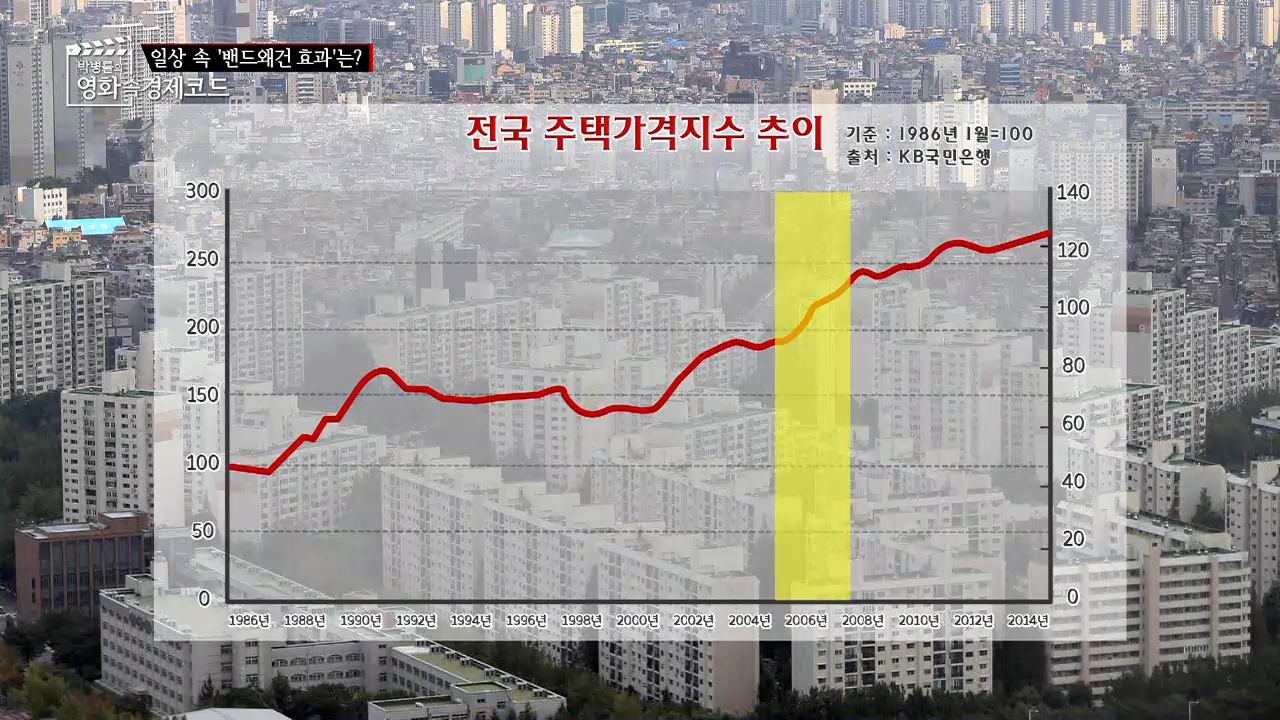 일상 속 '밴드왜건 효과'는?
박병률의
영화 속 경제코드
전국 주택가격지수 추이
기준 : 1986년 1월=100
출처 : KB국민은행
300
250
200
150
100
50
0
140
120
100
80
60
40
20
0
1986년 1988년 1990년 1992년 1994년 1996년 1998년 2000년 2002년 2004년 2006년 2008년 2010년 2012년 2014년